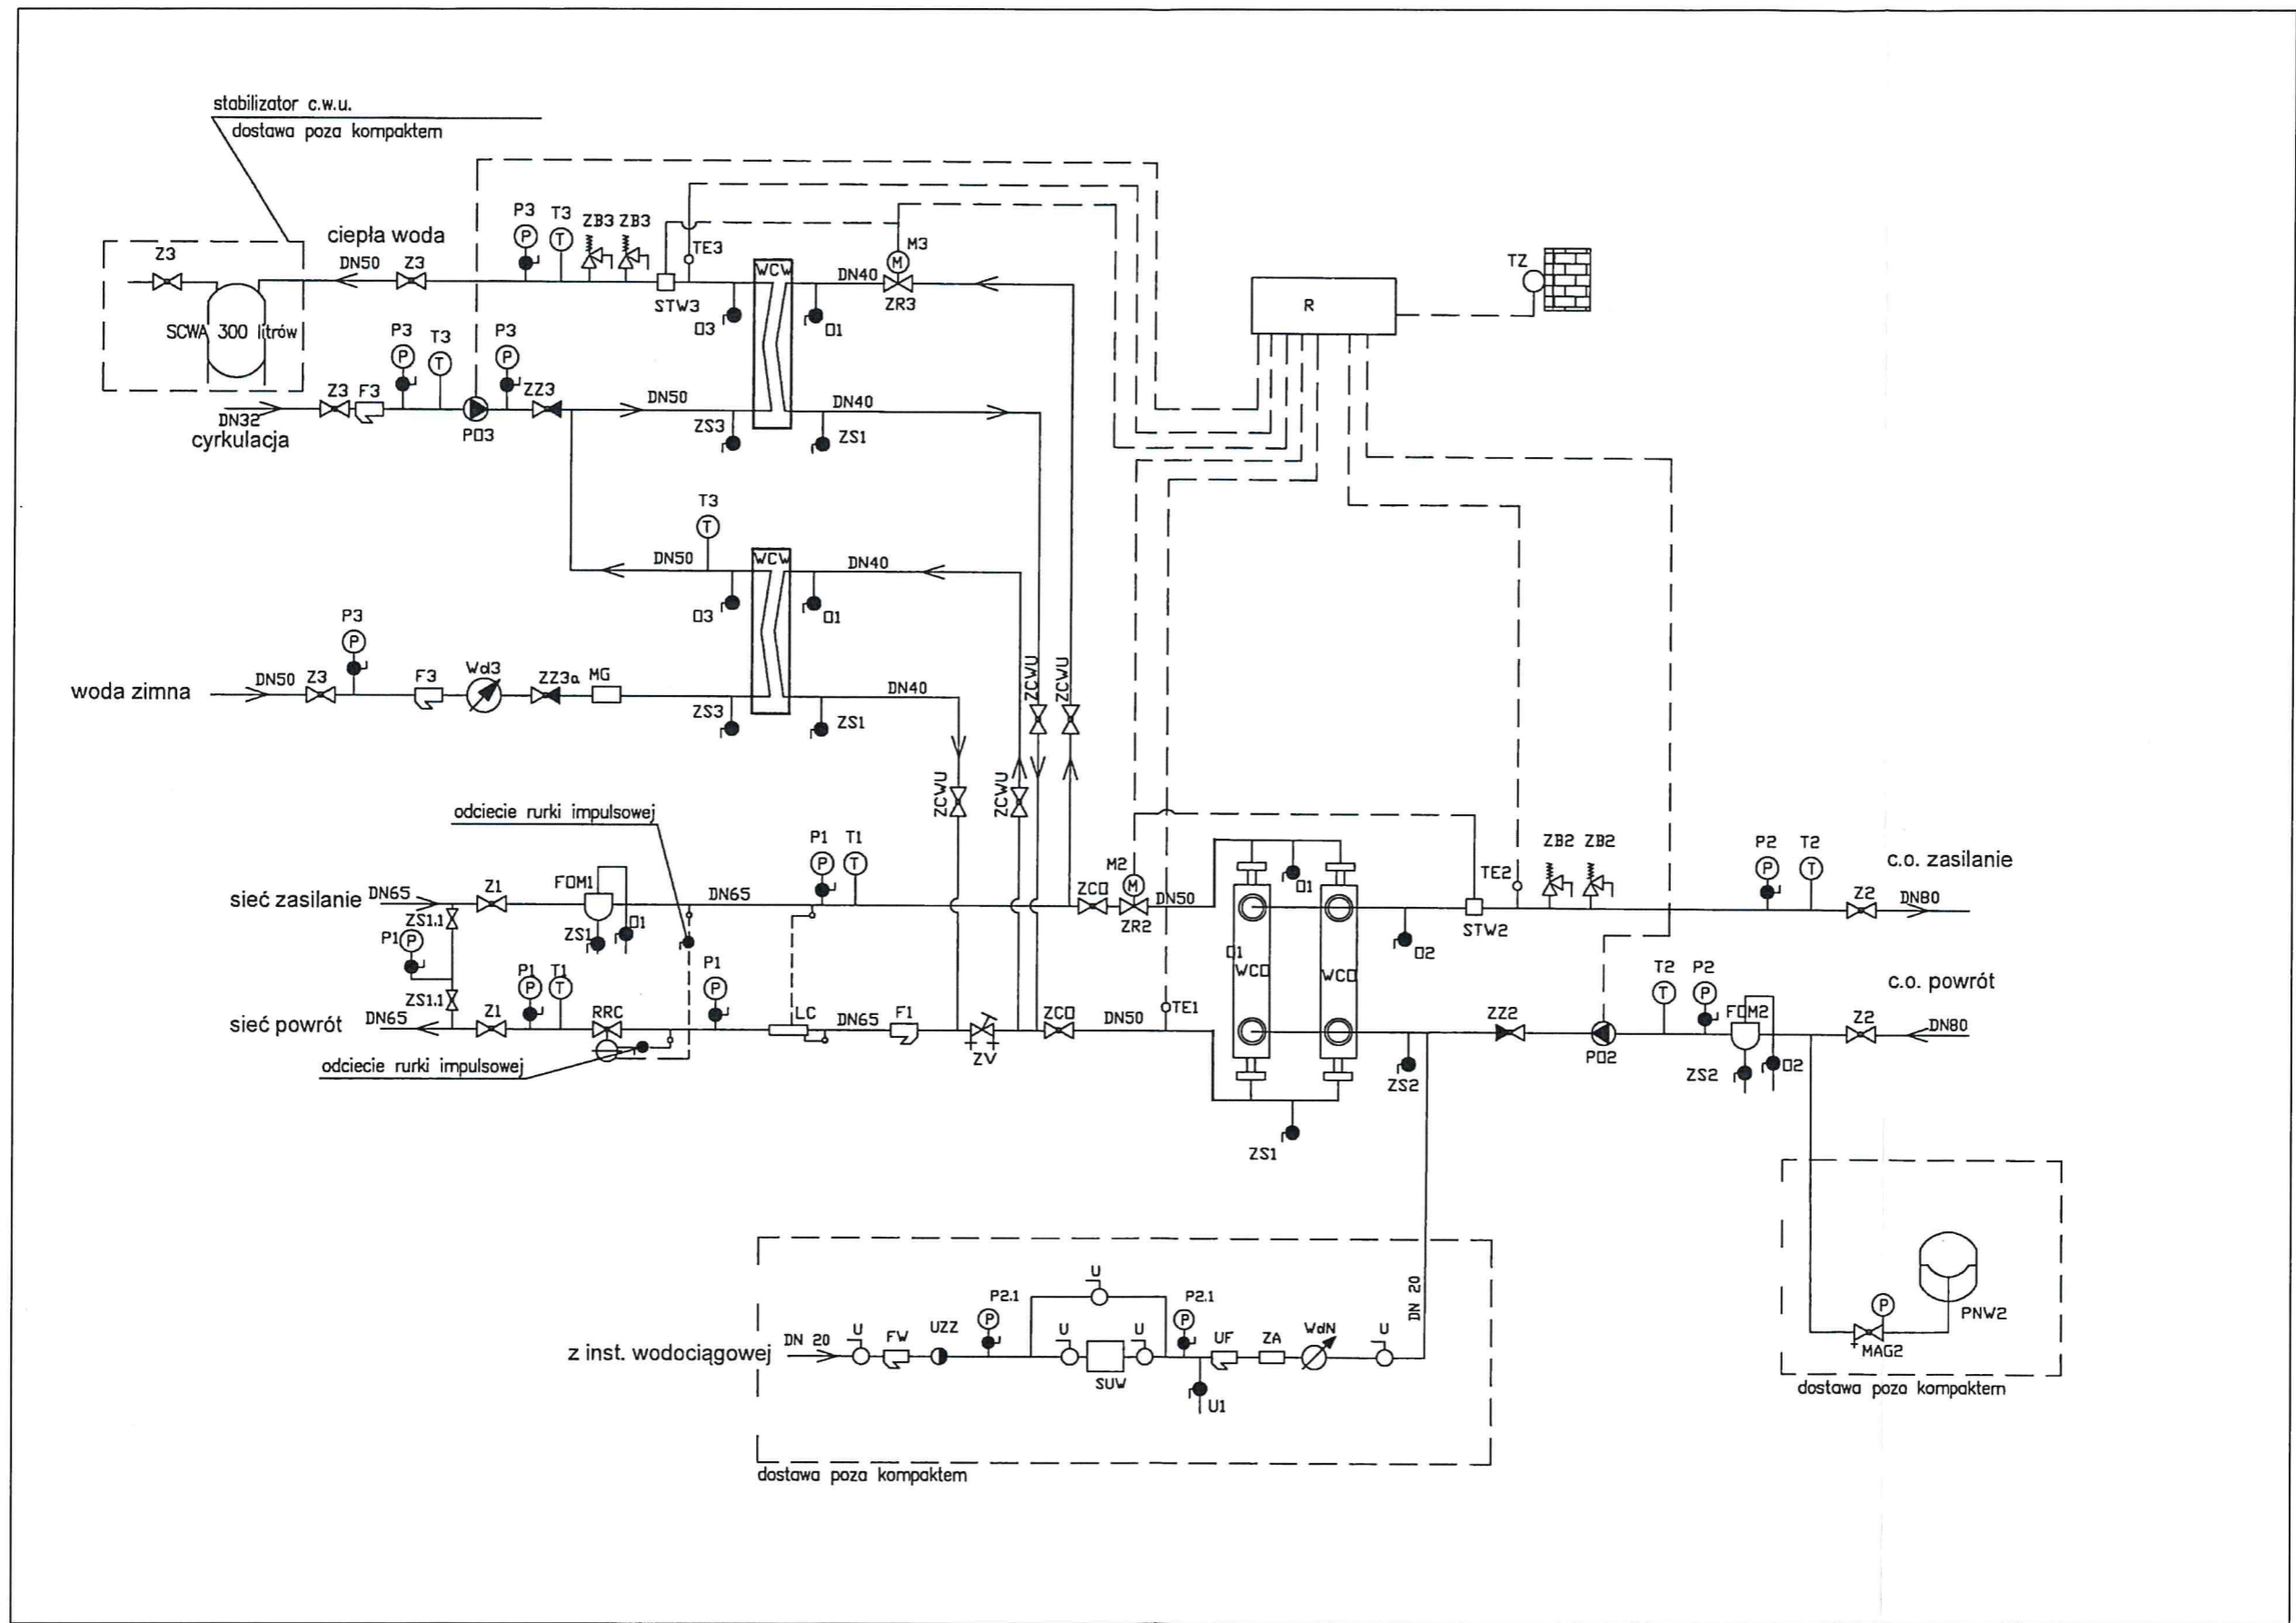 stabilizator c.w.u.
dostawa poza kompaktem
Z3
SCWA 300 litrów
ciepła woda
DN50
Z3
P3
P
T3
T
ZB3
ZB3
STW3
TE3
M3
M
WCW
DN40
ZR3
O3
O1
R
TZ
P3
P
T3
T
P3
P
Z3
F3
ZZ3
DN32
PO3
cyrkulacja
DN50
DN40
ZS3
ZS1
T3
T
DN50
WCW
DN40
O3
O1
P3
P
woda zimna
DN50
Z3
F3
Wd3
ZZ3a
MG
DN40
ZS3
ZS1
ZCWU
ZCWU
ZCWU
ZCWU
odciecie rurki impulsowej
P1
P
T1
T
sieć zasilanie
DN65
Z1
FOM1
DN65
ZS1.1
ZS1
O1
P1
P
ZCO
M2
M
DN50
ZR2
O1
O1
WCO
WCO
O2
STW2
TE2
ZB2
ZB2
P2
P
T2
T
c.o. zasilanie
Z2
DN80
ZS1.1
P1
P
T1
T
P1
P
sieć powrót
DN65
Z1
RRC
LC
DN65
F1
ZV
ZCO
DN50
TE1
odciecie rurki impulsowej
ZS1
ZS2
ZZ2
PO2
T2
T
P2
P
FOM2
ZS2
O2
c.o. powrót
Z2
DN80
z inst. wodociągowej
DN 20
U
FW
UZZ
P2.1
P
U
U
SUW
U
P2.1
P
U1
UF
ZA
WdN
U
DN 20
dostawa poza kompaktem
P
MAG2
PNW2
dostawa poza kompaktem